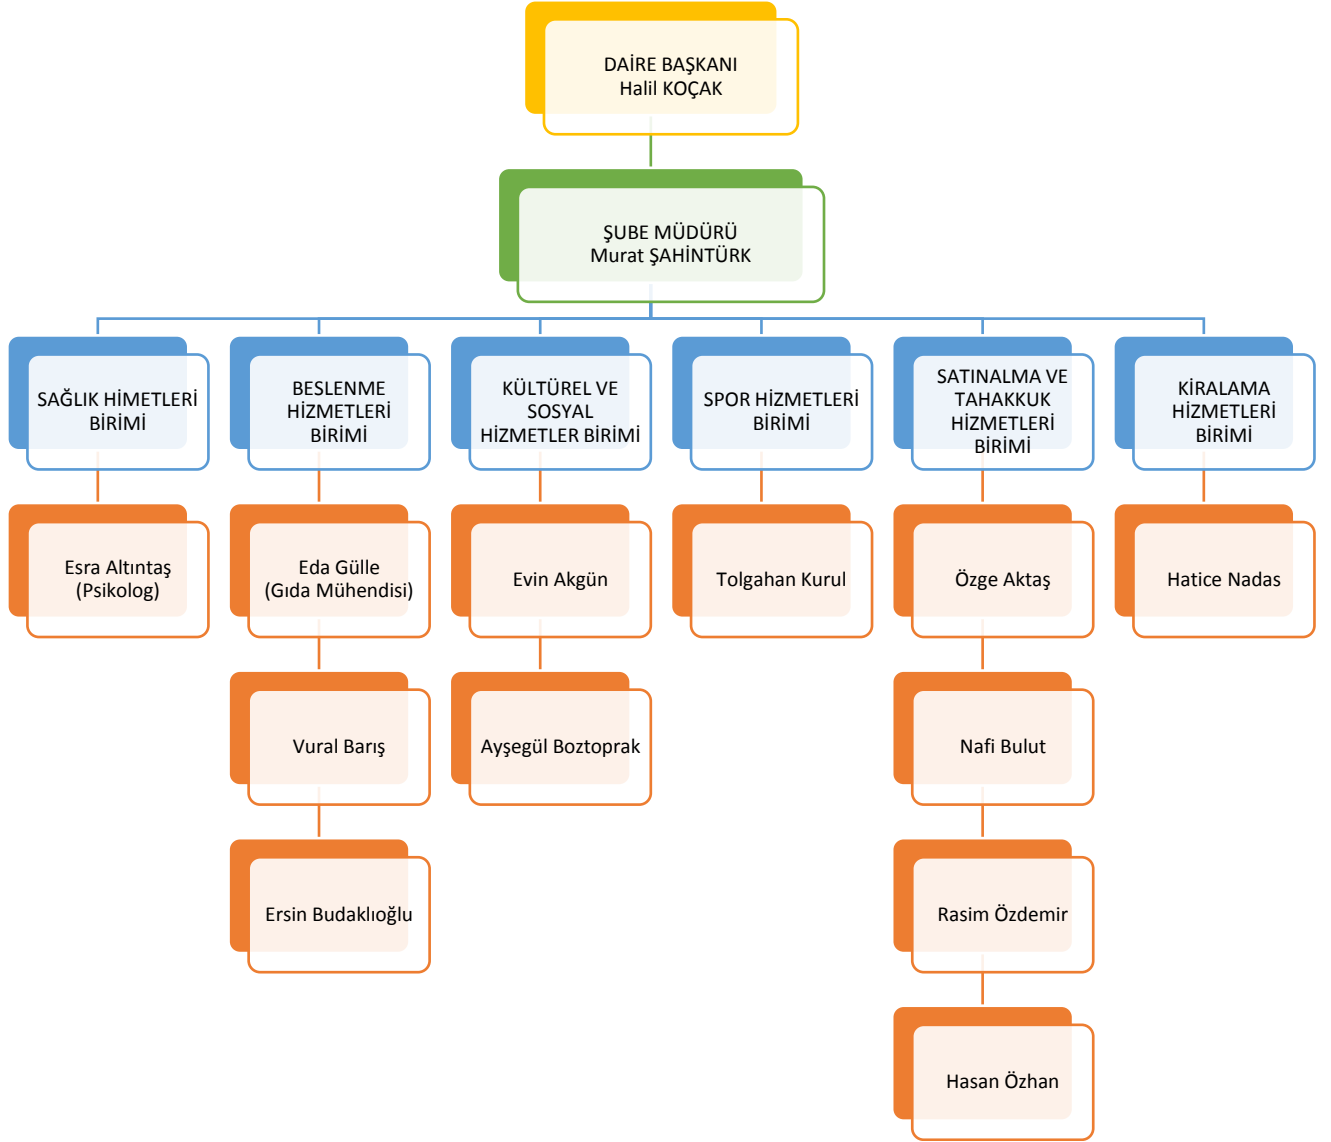 DAİRE BAŞKANI
Halil KOÇAK
ŞUBE MÜDÜRÜ
Murat ŞAHİNTÜRK
SAĞLIK HİMETLERİ
BİRİMİ
BESLENME
HİZMETLERİ
BİRİMİ
KÜLTÜREL VE
SOSYAL
HİZMETLER BİRİMİ
SPOR HİZMETLERİ
BİRİMİ
SATINALMA VE
TAHAKKUK
HİZMETLERİ
BİRİMİ
KİRALAMA
HİZMETLERİ
BİRİMİ
Esra Altıntaş
(Psikolog)
Eda Gülle
(Gıda Mühendisi)
Evin Akgün
Tolgahan Kurul
Özge Aktaş
Hatice Nadas
Vural Barış
Ayşegül Boztoprak
Nafi Bulut
Ersin Budaklıoğlu
Rasim Özdemir
Hasan Özhan